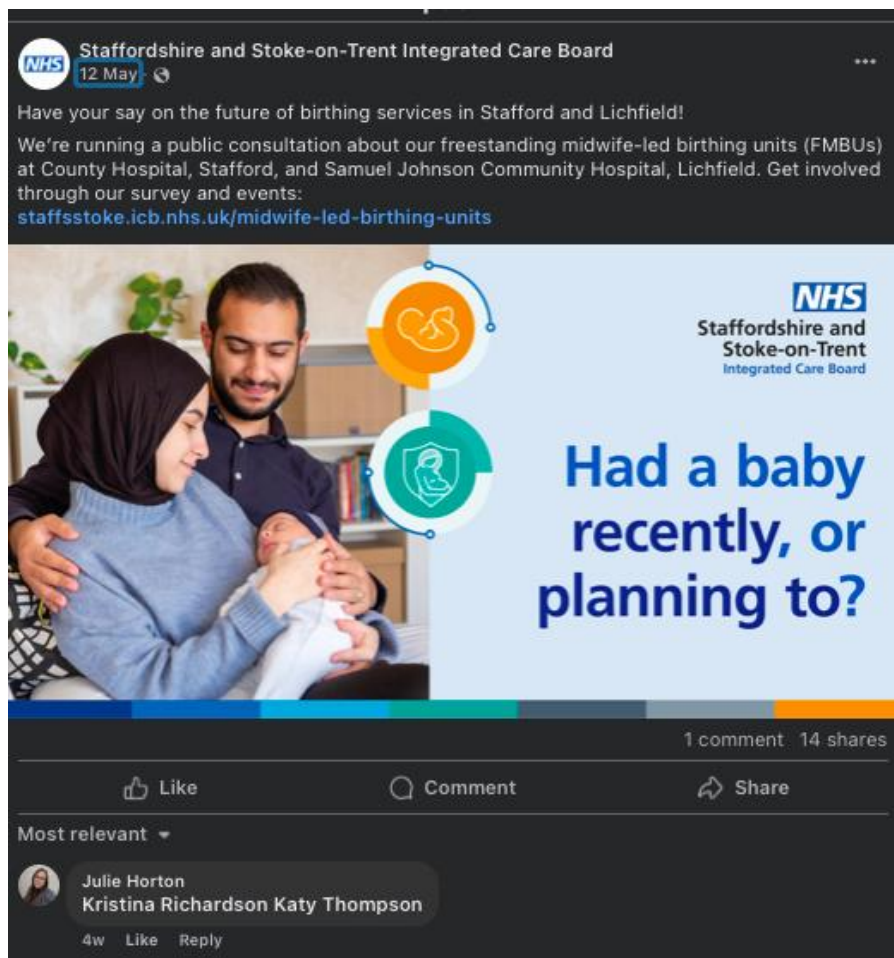 Staffordshire and Stoke-on-Trent Integrated Care Board
NHS
12 May ·
Have your say on the future of birthing services in Stafford and Lichfield!
We're running a public consultation about our freestanding midwife-led birthing units (FMBUs)
at County Hospital, Stafford, and Samuel Johnson Community Hospital, Lichfield. Get involved
through our survey and events:
staffsstoke.icb.nhs.uk/midwife-led-birthing-units
NHS
Staffordshire and
Stoke-on-Trent
Integrated Care Board
Had a baby
recently, or
planning to?
1 comment 14 shares
Like Comment Share
Most relevant
Julie Horton
Kristina Richardson Katy Thompson
4w Like Reply